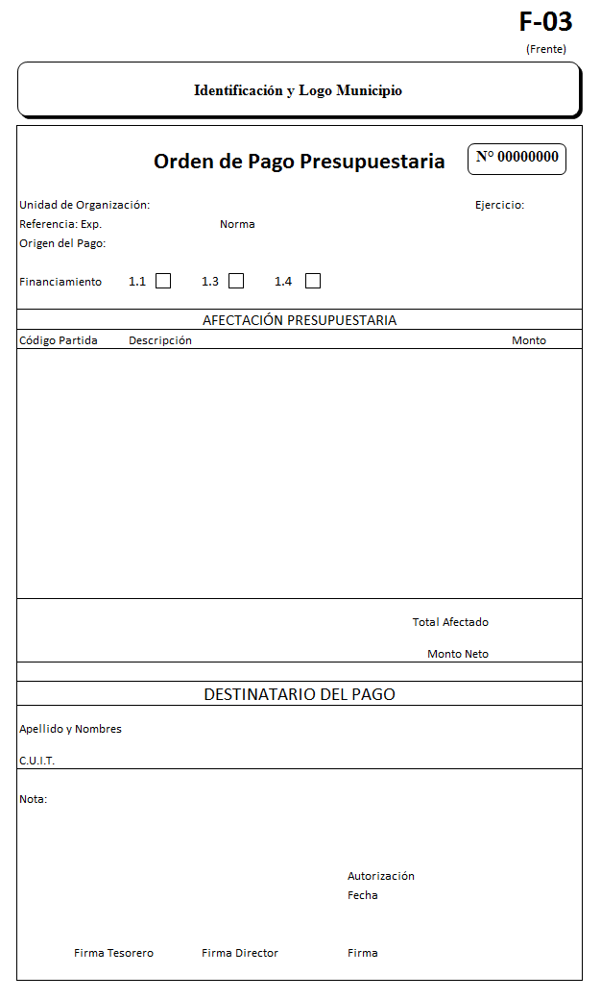 F-03
(Frente)
Identificación y Logo Municipio
Orden de Pago Presupuestaria
N° 00000000
Unidad de Organización: Ejercicio:
Referencia: Exp. Norma
Origen del Pago:
Financiamiento 1.1 1.3 1.4
AFECTACIÓN PRESUPUESTARIA
Código Partida Descripción Monto
Total Afectado
Monto Neto
DESTINATARIO DEL PAGO
Apellido y Nombres
C.U.I.T.
Nota:
Autorización
Fecha
Firma Tesorero Firma Director Firma